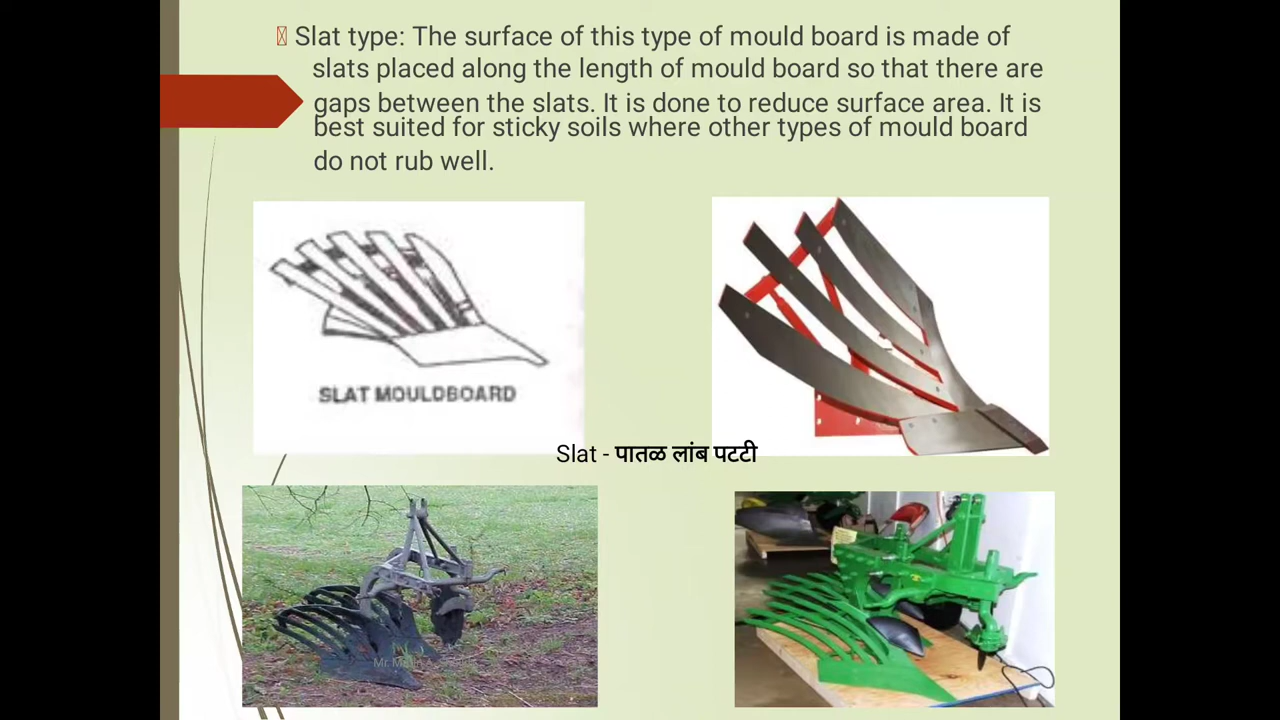 Slat type: The surface of this type of mould board is made of
slats placed along the length of mould board so that there are
gaps between the slats. It is done to reduce surface area. It is
best suited for sticky soils where other types of mould board
do not rub well.
SLAT MOULDBOARD
Slat - पातळ लांब पटटी